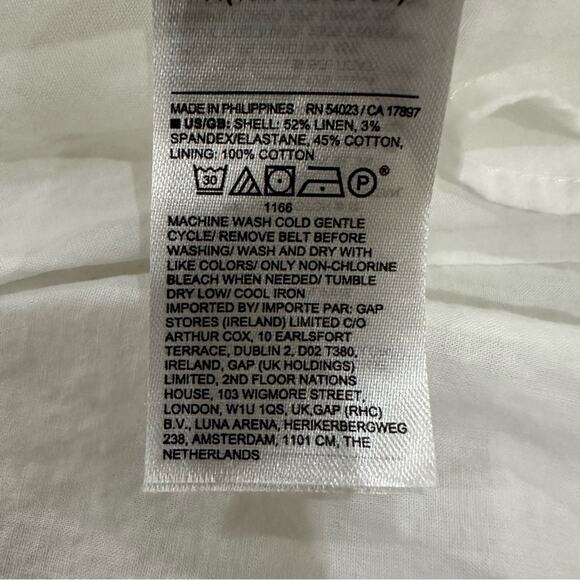 MADE IN PHILIPPINES RN 54023 / CA 17897
■ US/GB: SHELL: 52% LINEN, 3%
SPANDEX/ELASTANE, 45% COTTON,
LINING: 100% COTTON
30 P ®
1166
MACHINE WASH COLD GENTLE
CYCLE/ REMOVE BELT BEFORE
WASHING/ WASH AND DRY WITH
LIKE COLORS/ ONLY NON-CHLORINE
BLEACH WHEN NEEDED/ TUMBLE
DRY LOW/ COOL IRON
IMPORTED BY/ IMPORTE PAR: GAP
STORES (IRELAND) LIMITED C/O
ARTHUR COX, 10 EARLSFORT
TERRACE, DUBLIN 2, D02 T380,
IRELAND, GAP (UK HOLDINGS)
LIMITED, 2ND FLOOR NATIONS
HOUSE, 103 WIGMORE STREET,
LONDON, W1U 1QS, UK,GAP (RHC)
B.V., LUNA ARENA, HERIKERBERGWEG
238, AMSTERDAM, 1101 CM, THE
NETHERLANDS